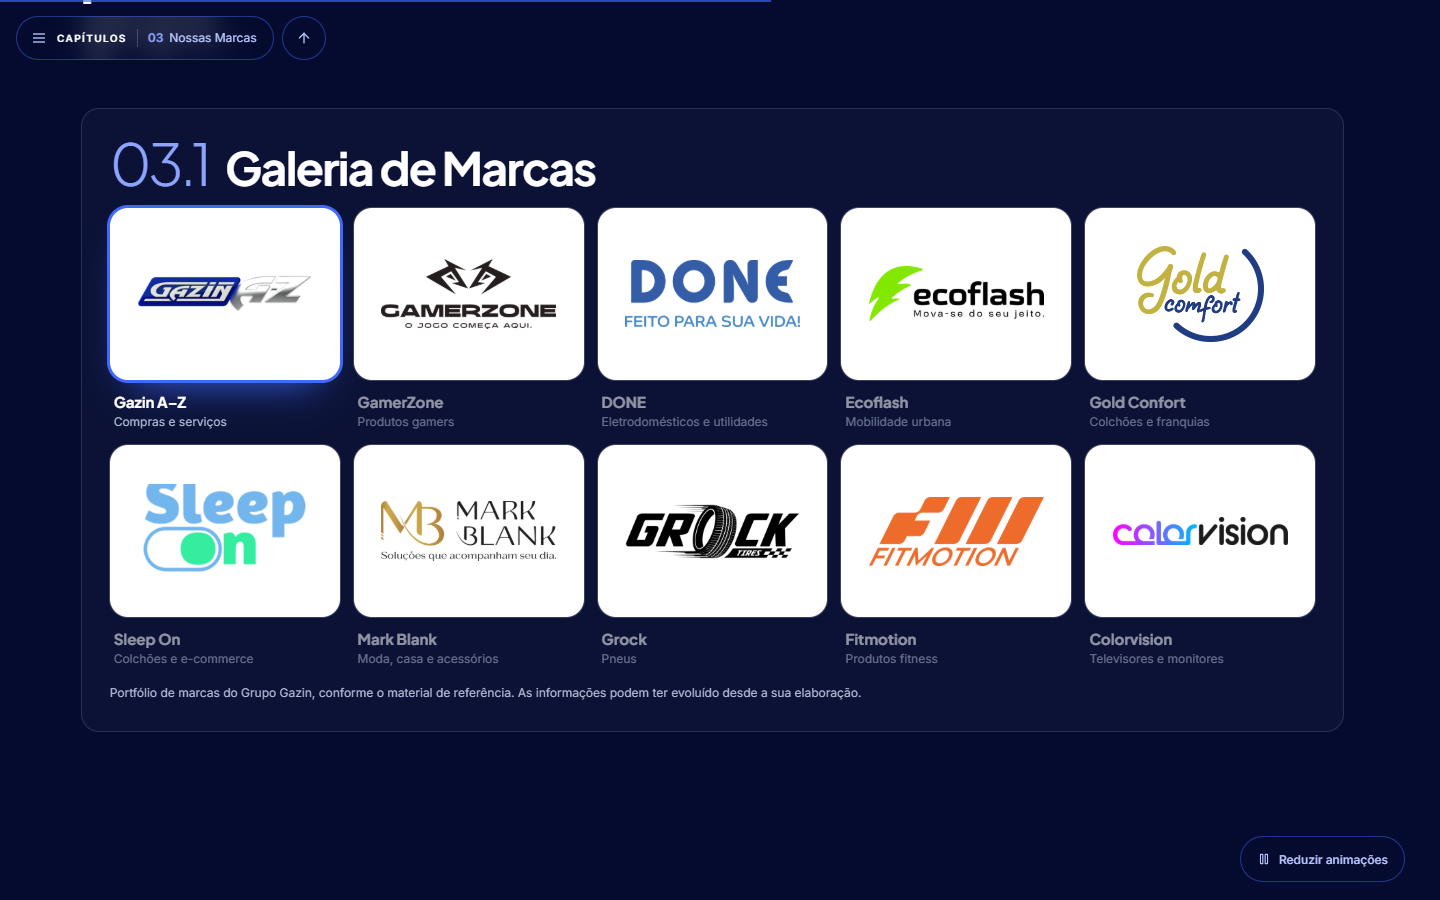 CAPÍTULOS 03 Nossas Marcas
03.1 Galeria de Marcas
GAZIN A-Z
GAMERZONE
O JOGO COMEÇA AQUI.
DONE
FEITO PARA SUA VIDA!
ecoflash
Mova-se do seu jeito.
Gold
comfort
Gazin A–Z
Compras e serviços
GamerZone
Produtos gamers
DONE
Eletrodomésticos e utilidades
Ecoflash
Mobilidade urbana
Gold Confort
Colchões e franquias
Sleep
On
MB MARK
BLANK
Soluções que acompanham seu dia.
GROCK
TIRES
FM
FITMOTION
colorvision
Sleep On
Colchões e e-commerce
Mark Blank
Moda, casa e acessórios
Grock
Pneus
Fitmotion
Produtos fitness
Colorvision
Televisores e monitores
Portfólio de marcas do Grupo Gazin, conforme o material de referência. As informações podem ter evoluído desde a sua elaboração.
Reduzir animações